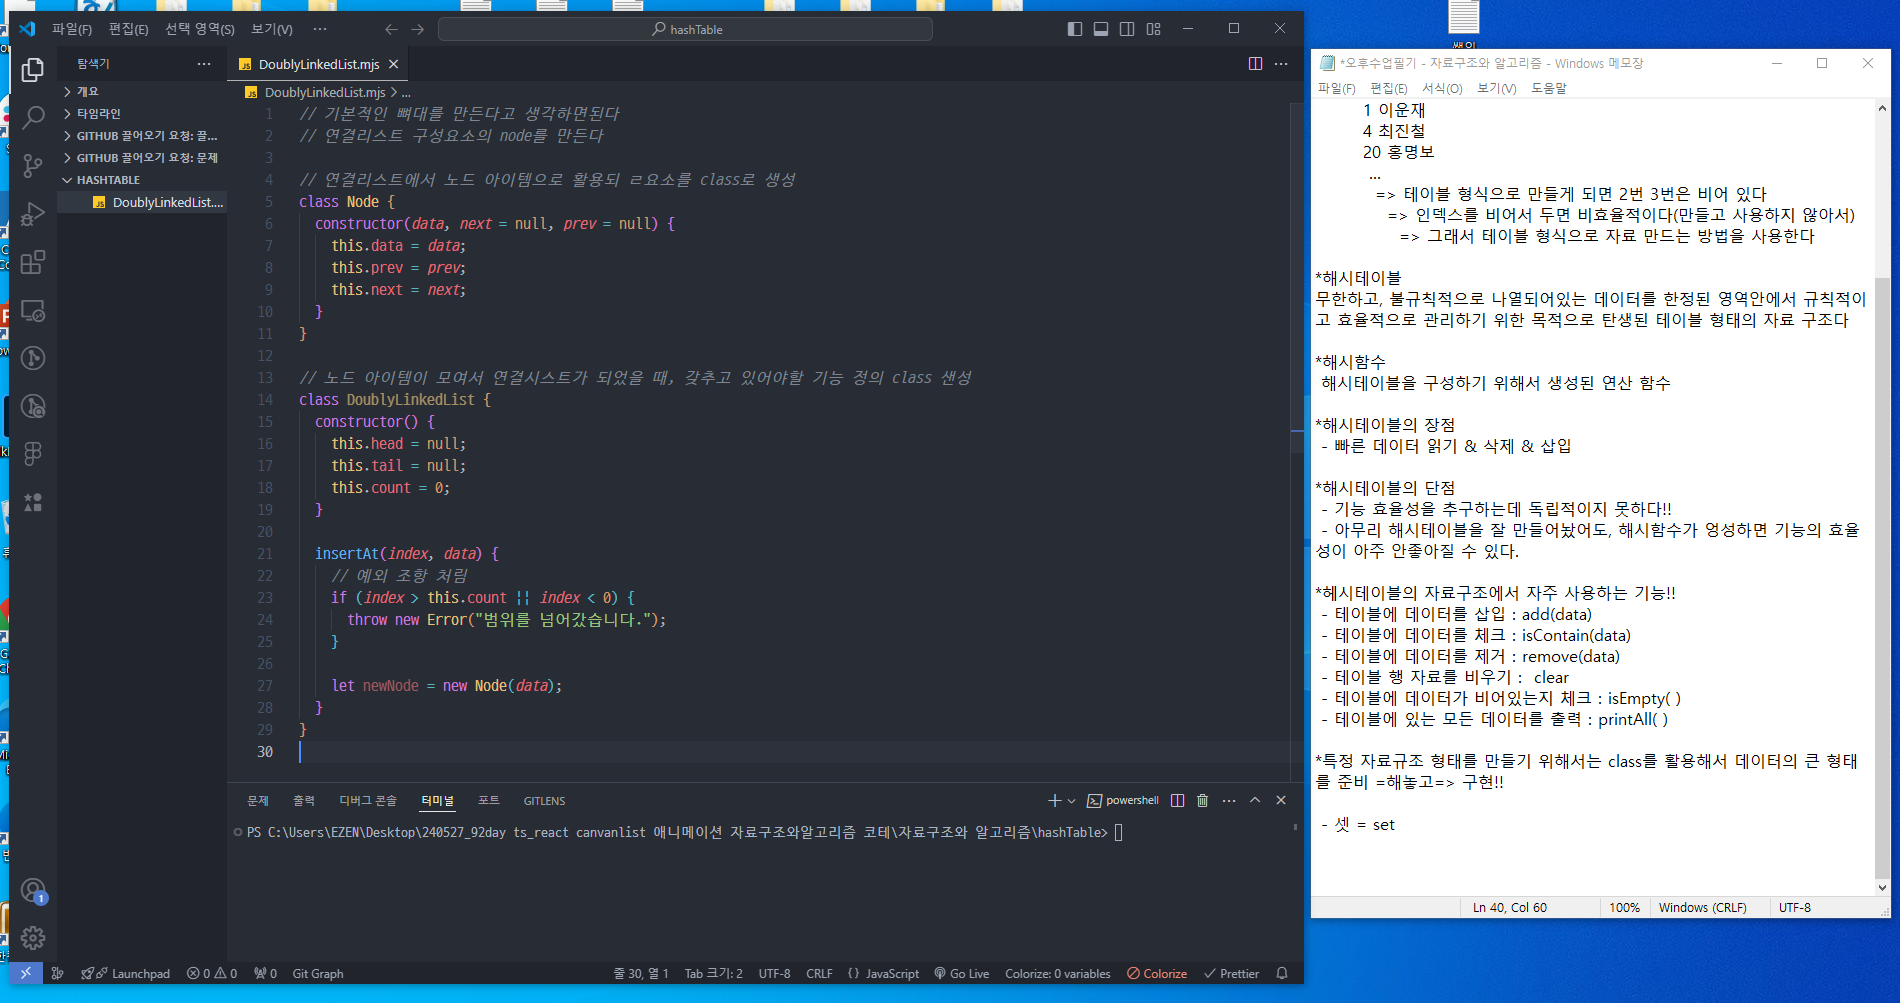 파일(F) 편집(E) 선택 영역(S) 보기(V) ···
hashTable
탐색기 ···
개요
타임라인
GITHUB 끌어오기 요청: 끌...
GITHUB 끌어오기 요청: 문제
HASHTABLE
JS DoublyLinkedList....
JS DoublyLinkedList.mjs
JS DoublyLinkedList.mjs > ...
1 // 기본적인 뼈대를 만든다고 생각하면된다
2 // 연결리스트 구성요소의 node를 만든다
3
4 // 연결리스트에서 노드 아이템으로 활용되 ㄹ요소를 class로 생성
5 class Node {
6 constructor(data, next = null, prev = null) {
7 this.data = data;
8 this.prev = prev;
9 this.next = next;
10 }
11 }
12
13 // 노드 아이템이 모여서 연결시스트가 되었을 때, 갖추고 있어야할 기능 정의 class 샌성
14 class DoublyLinkedList {
15 constructor() {
16 this.head = null;
17 this.tail = null;
18 this.count = 0;
19 }
20
21 insertAt(index, data) {
22 // 예외 조항 처림
23 if (index > this.count || index < 0) {
24 throw new Error("범위를 넘어갔습니다.");
25 }
26
27 let newNode = new Node(data);
28 }
29 }
30
문제 출력 디버그 콘솔 터미널 포트 GITLENS
powershell
PS C:\Users\EZEN\Desktop\240527_92day ts_react canvanlist 애니메이션 자료구조와알고리즘 코테\자료구조와 알고리즘\hashTable>
1
Launchpad 0 0 0 Git Graph
줄 30, 열 1 Tab 크기: 2 UTF-8 CRLF {} JavaScript Go Live Colorize: 0 variables Colorize Prettier
*오후수업필기 - 자료구조와 알고리즘 - Windows 메모장
파일(F) 편집(E) 서식(O) 보기(V) 도움말
1 이운재
4 최진철
20 홍명보
...
=> 테이블 형식으로 만들게 되면 2번 3번은 비어 있다
=> 인덱스를 비어서 두면 비효율적이다(만들고 사용하지 않아서)
=> 그래서 테이블 형식으로 자료 만드는 방법을 사용한다
*해시테이블
무한하고, 불규칙적으로 나열되어있는 데이터를 한정된 영역안에서 규칙적이
고 효율적으로 관리하기 위한 목적으로 탄생된 테이블 형태의 자료 구조다
*해시함수
해시테이블을 구성하기 위해서 생성된 연산 함수
*해시테이블의 장점
- 빠른 데이터 읽기 & 삭제 & 삽입
*해시테이블의 단점
- 기능 효율성을 추구하는데 독립적이지 못하다!!
- 아무리 해시테이블을 잘 만들어놨어도, 해시함수가 엉성하면 기능의 효율
성이 아주 안좋아질 수 있다.
*헤시테이블의 자료구조에서 자주 사용하는 기능!!
- 테이블에 데이터를 삽입 : add(data)
- 테이블에 데이터를 체크 : isContain(data)
- 테이블에 데이터를 제거 : remove(data)
- 테이블 행 자료를 비우기 : clear
- 테이블에 데이터가 비어있는지 체크 : isEmpty( )
- 테이블에 있는 모든 데이터를 출력 : printAll( )
*특정 자료규조 형태를 만들기 위해서는 class를 활용해서 데이터의 큰 형태
를 준비 =해놓고=> 구현!!
- 셋 = set
Ln 40, Col 60 100% Windows (CRLF) UTF-8